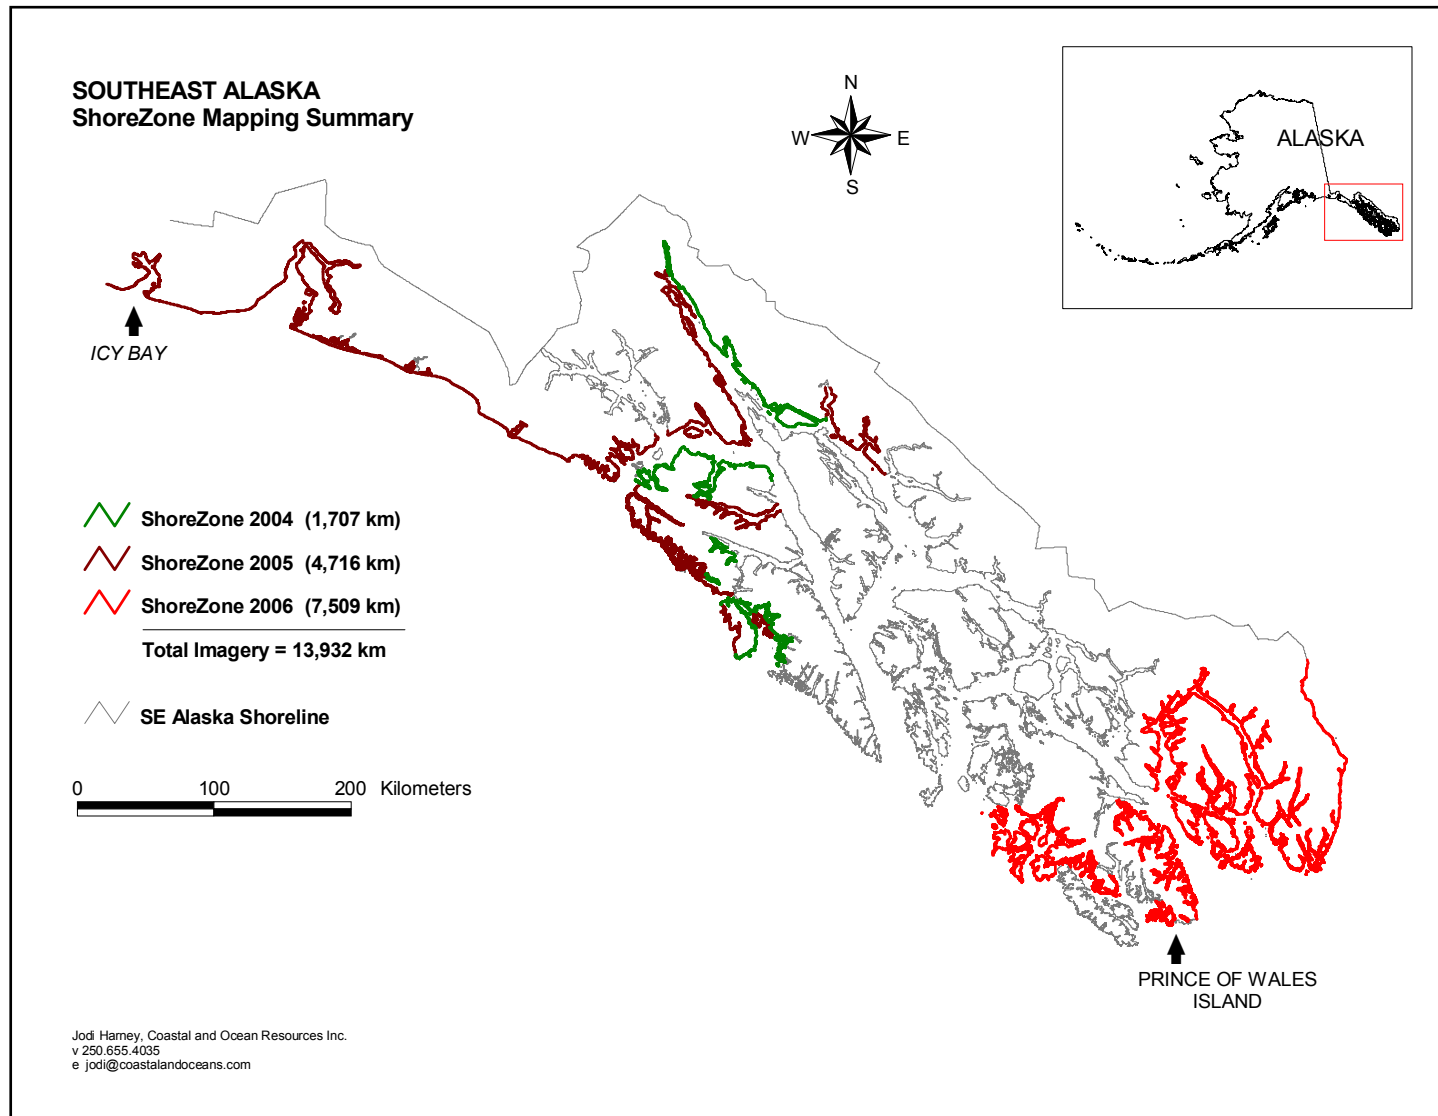 SOUTHEAST ALASKA
ShoreZone Mapping Summary
N
W
E
S
ALASKA
ICY BAY
ShoreZone 2004 (1,707 km)
ShoreZone 2005 (4,716 km)
ShoreZone 2006 (7,509 km)
Total Imagery = 13,932 km
SE Alaska Shoreline
0 100 200 Kilometers
PRINCE OF WALES
ISLAND
Jodi Harney, Coastal and Ocean Resources Inc.
v 250.655.4035
e jodi@coastalandoceans.com